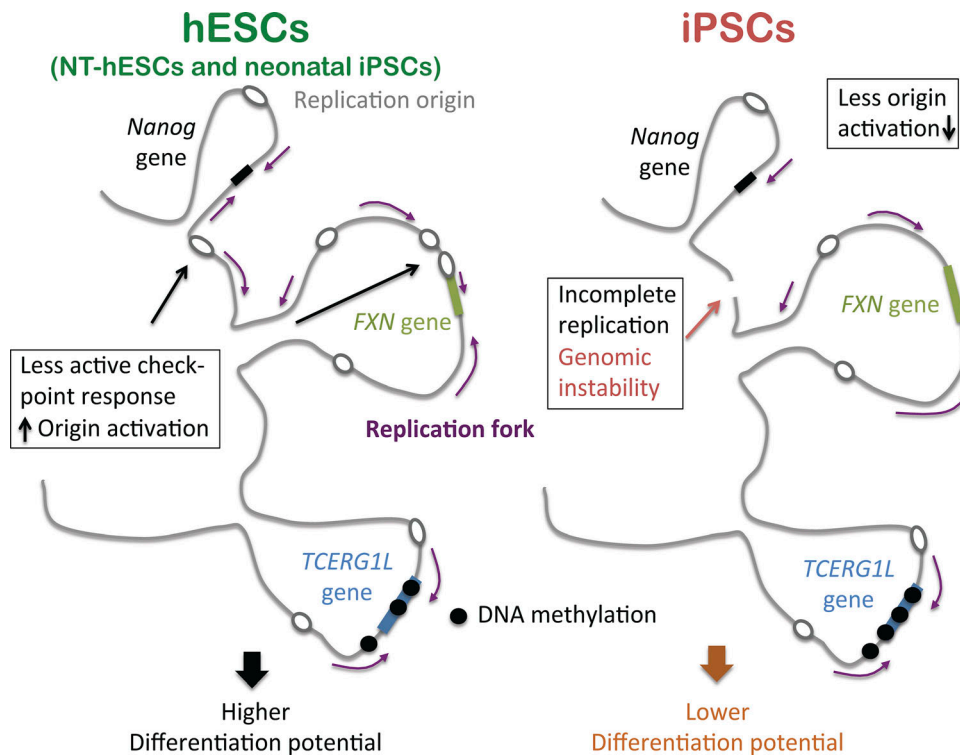 hESCs
(NT-hESCs and neonatal iPSCs)
Replication origin
Nanog
gene
FXN gene
Less active check-
point response
↑ Origin activation
Replication fork
TCERG1L
gene
DNA methylation
Higher
Differentiation potential
iPSCs
Less origin
activation ↓
Nanog
gene
Incomplete
replication
Genomic
instability
FXN gene
TCERG1L
gene
Lower
Differentiation potential